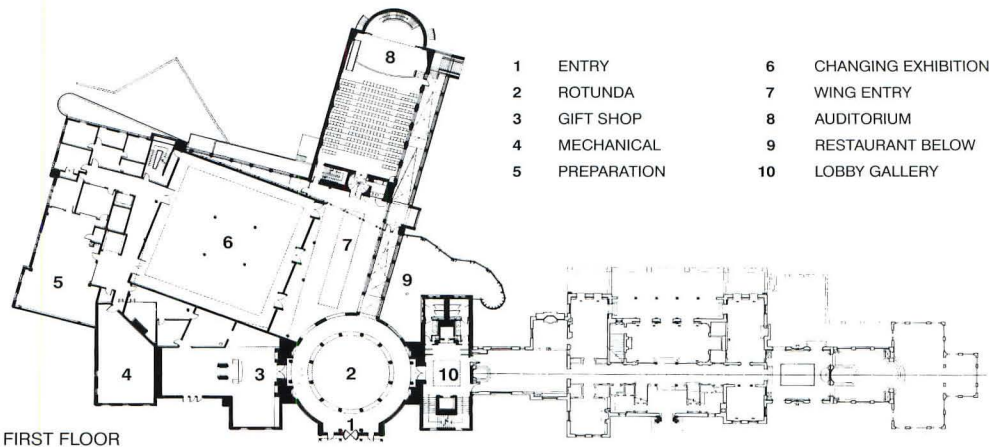 1 ENTRY
2 ROTUNDA
3 GIFT SHOP
4 MECHANICAL
5 PREPARATION
6 CHANGING EXHIBITION
7 WING ENTRY
8 AUDITORIUM
9 RESTAURANT BELOW
10 LOBBY GALLERY
8
6
7
5
9
4
3
2
10
1
FIRST FLOOR